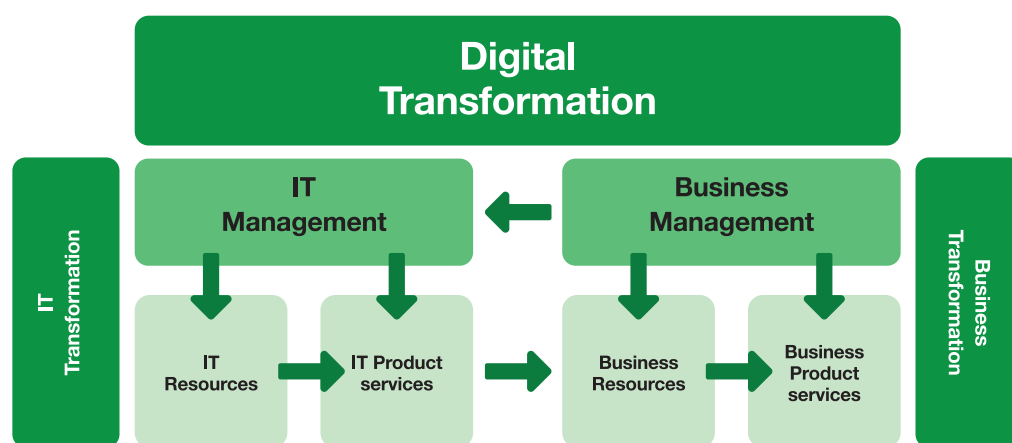 Digital
Transformation
IT
Transformation
IT
Management
Business
Management
Business
Transformation
IT
Resources
IT Product
services
Business
Resources
Business
Product
services